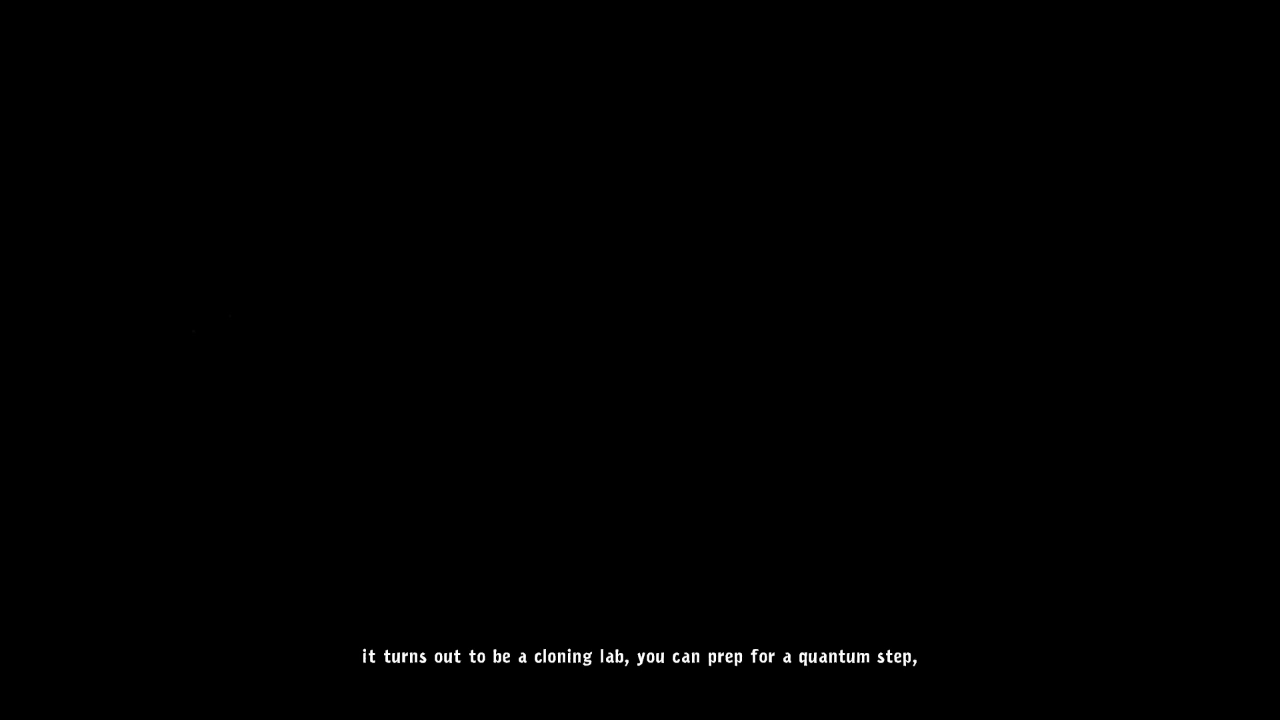 it turns out to be a cloning lab, you can prep for a quantum step,